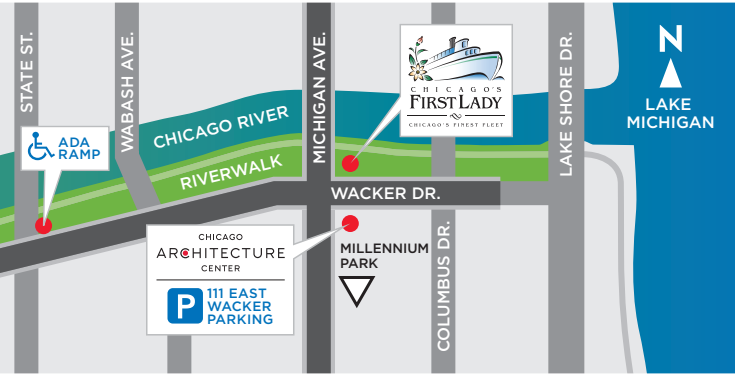 STATE ST.
WABASH AVE.
MICHIGAN AVE.
LAKE SHORE DR.
COLUMBUS DR.
N
LAKE
MICHIGAN
CHICAGO'S
FIRST LADY
CHICAGO'S FINEST FLEET
ADA
RAMP
CHICAGO RIVER
RIVERWALK
WACKER DR.
CHICAGO
ARCHITECTURE
CENTER
P
111 EAST
WACKER
PARKING
MILLENNIUM
PARK